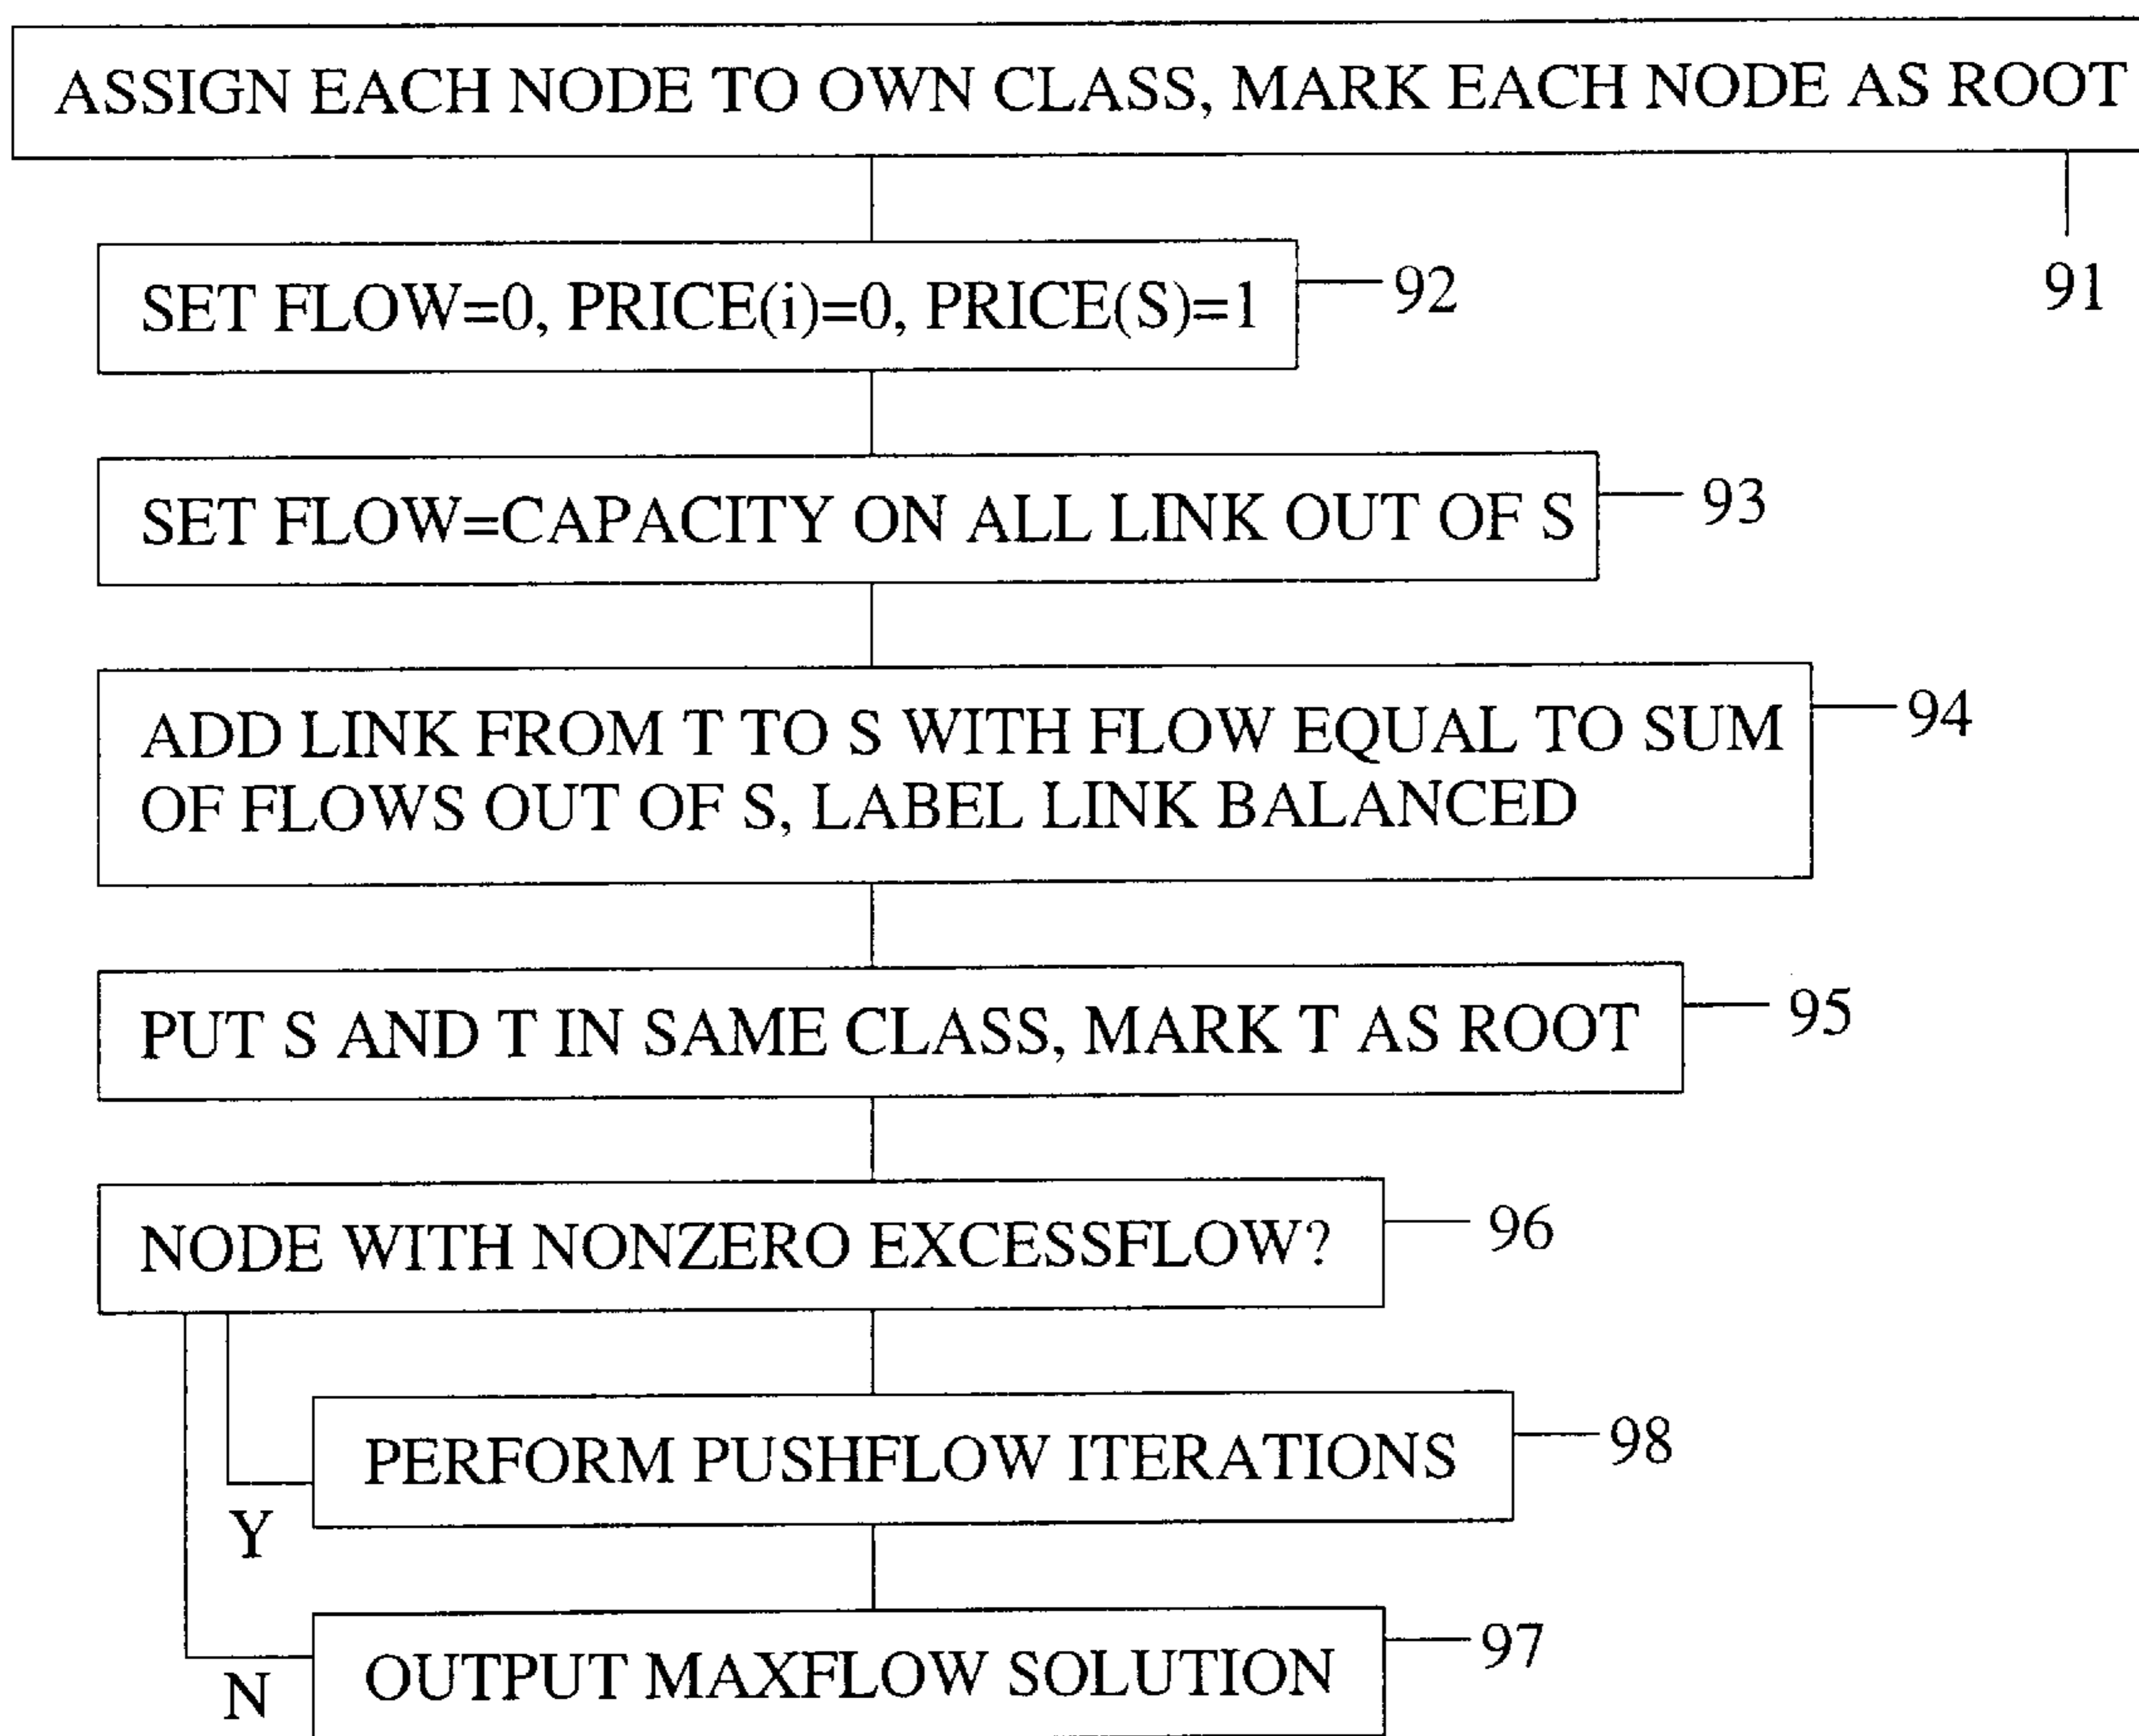 ASSIGN EACH NODE TO OWN CLASS, MARK EACH NODE AS ROOT
91
SET FLOW=0, PRICE(i)=0, PRICE(S)=1
92
SET FLOW=CAPACITY ON ALL LINK OUT OF S
93
ADD LINK FROM T TO S WITH FLOW EQUAL TO SUM
OF FLOWS OUT OF S, LABEL LINK BALANCED
94
PUT S AND T IN SAME CLASS, MARK T AS ROOT
95
NODE WITH NONZERO EXCESSFLOW?
96
PERFORM PUSHFLOW ITERATIONS
98
Y
OUTPUT MAXFLOW SOLUTION
97
N